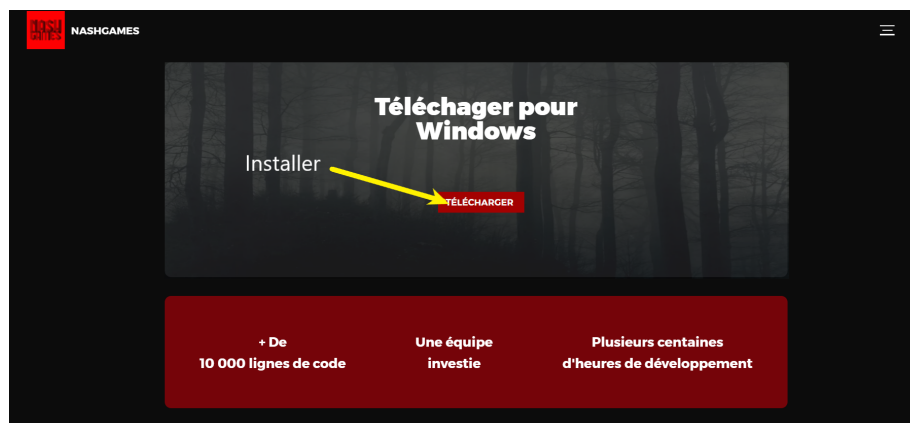 NASH
GAMES
NASHGAMES
Téléchager pour
Windows
Installer
TÉLÉCHARGER
+ De
10 000 lignes de code
Une équipe
investie
Plusieurs centaines
d'heures de développement